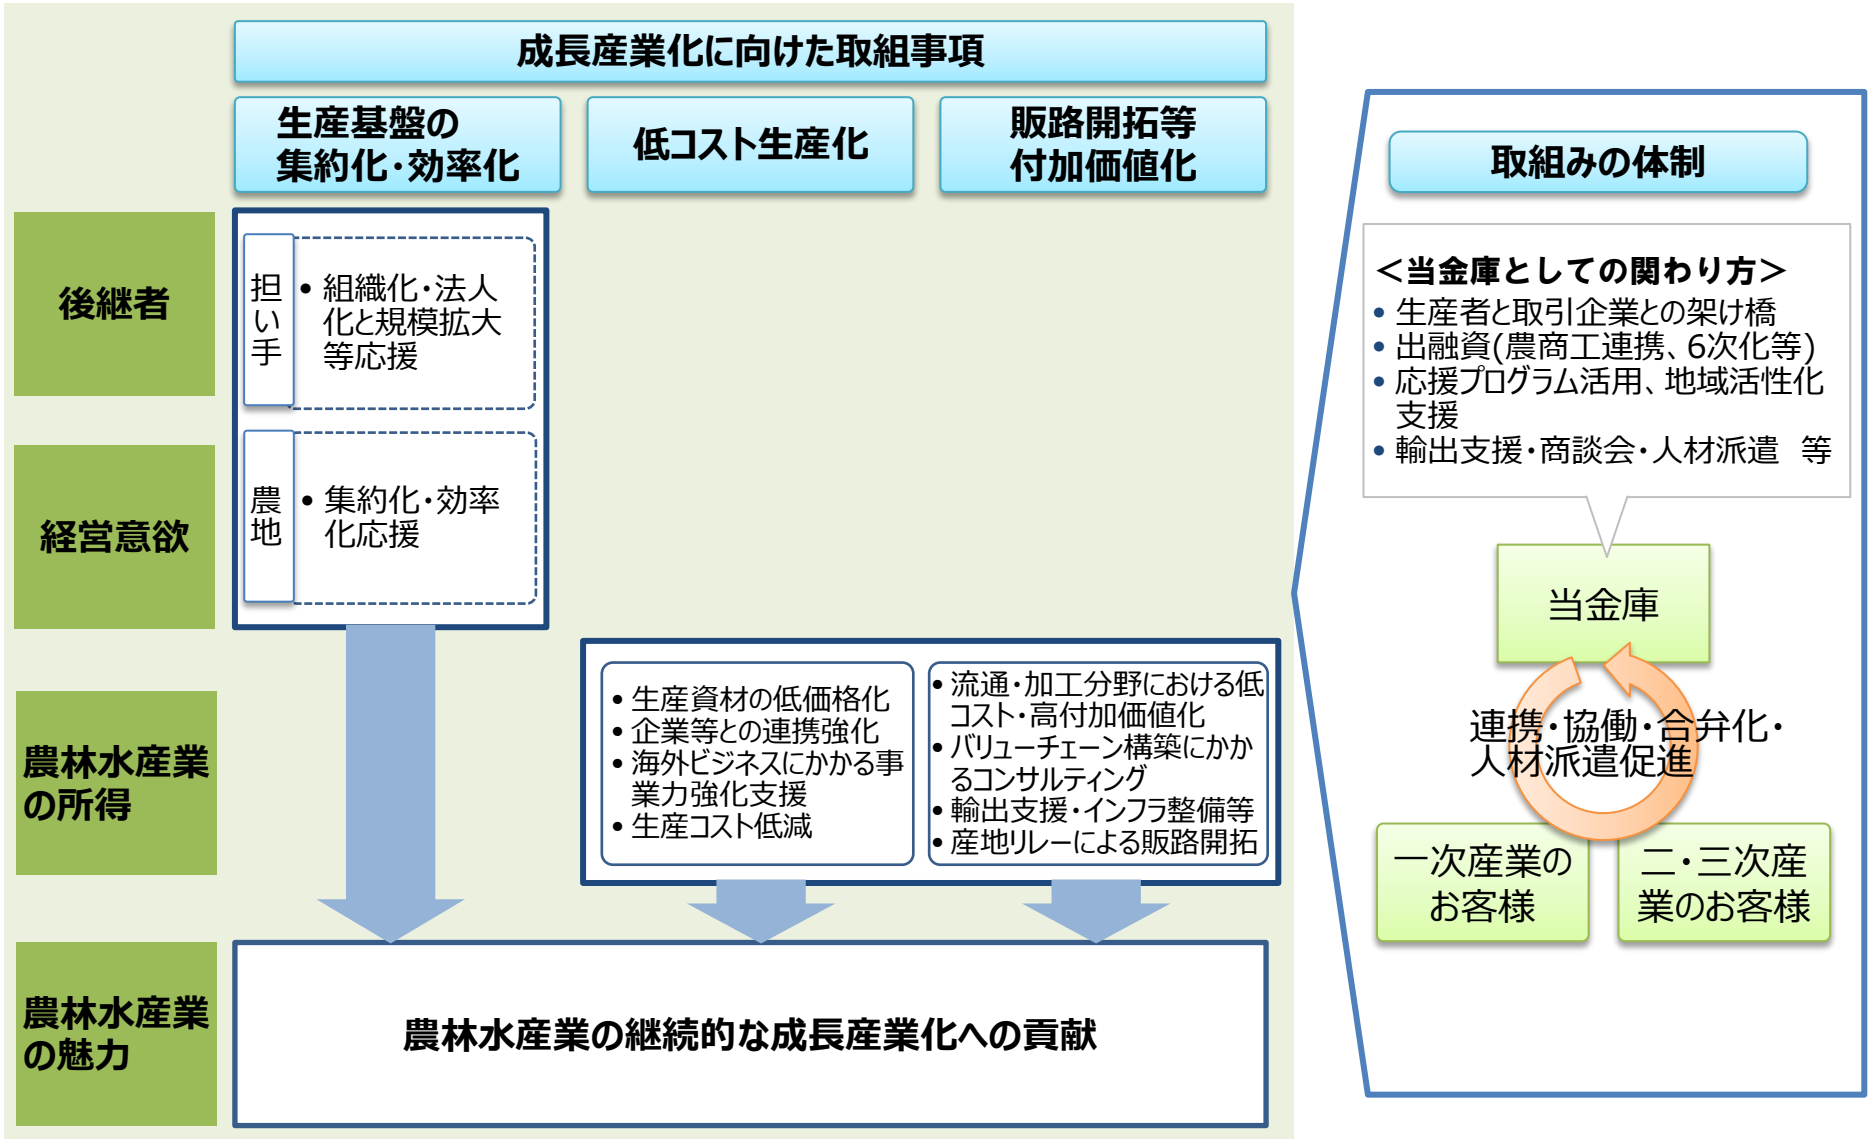 成長産業化に向けた取組事項
生産基盤の
集約化・効率化
低コスト生産化
販路開拓等
付加価値化
後継者
担い手
• 組織化・法人
化と規模拡大
等応援
経営意欲
農地
• 集約化・効率
化応援
農林水産業
の所得
• 生産資材の低価格化
• 企業等との連携強化
• 海外ビジネスにかかる事
業力強化支援
• 生産コスト低減
• 流通・加工分野における低
コスト・高付加価値化
• バリューチェーン構築にかか
るコンサルティング
• 輸出支援・インフラ整備等
• 産地リレーによる販路開拓
農林水産業
の魅力
農林水産業の継続的な成長産業化への貢献
取組みの体制
＜当金庫としての関わり方＞
• 生産者と取引企業との架け橋
• 出融資(農商工連携、6次化等)
• 応援プログラム活用、地域活性化
支援
• 輸出支援・商談会・人材派遣　等
当金庫
連携・協働・合弁化・
人材派遣促進
一次産業の
お客様
二・三次産
業のお客様